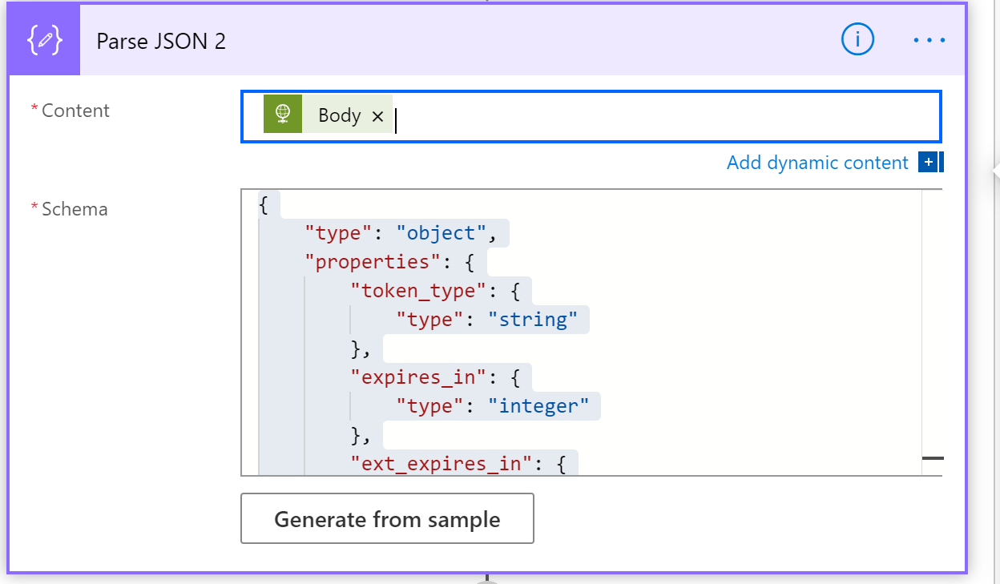 Parse JSON 2
* Content
Body ×
Add dynamic content
* Schema
{
"type": "object",
"properties": {
"token_type": {
"type": "string"
},
"expires_in": {
"type": "integer"
},
"ext_expires_in": {
Generate from sample